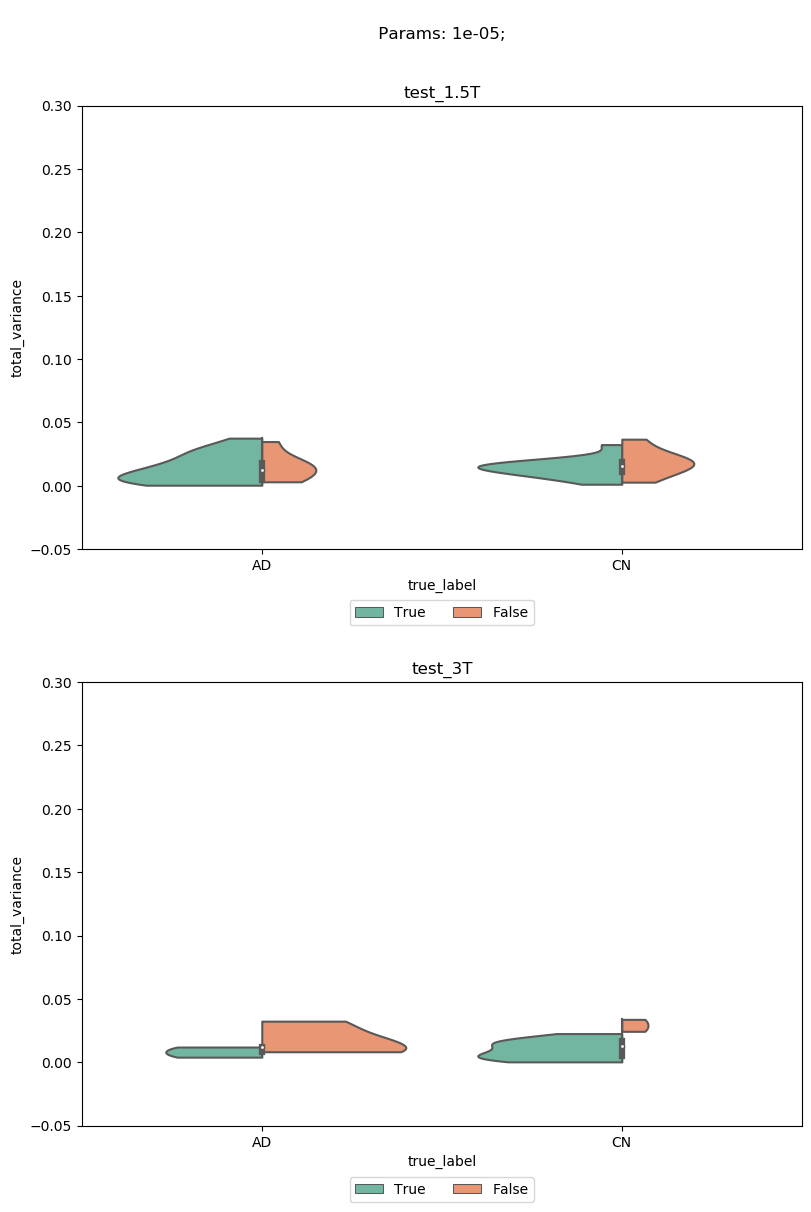 Params: 1e-05;
test_1.5T
0.30
0.25
0.20
0.15
0.10
0.05
0.00
−0.05
total_variance
AD CN
true_label
True False
test_3T
0.30
0.25
0.20
0.15
0.10
0.05
0.00
−0.05
total_variance
AD CN
true_label
True False